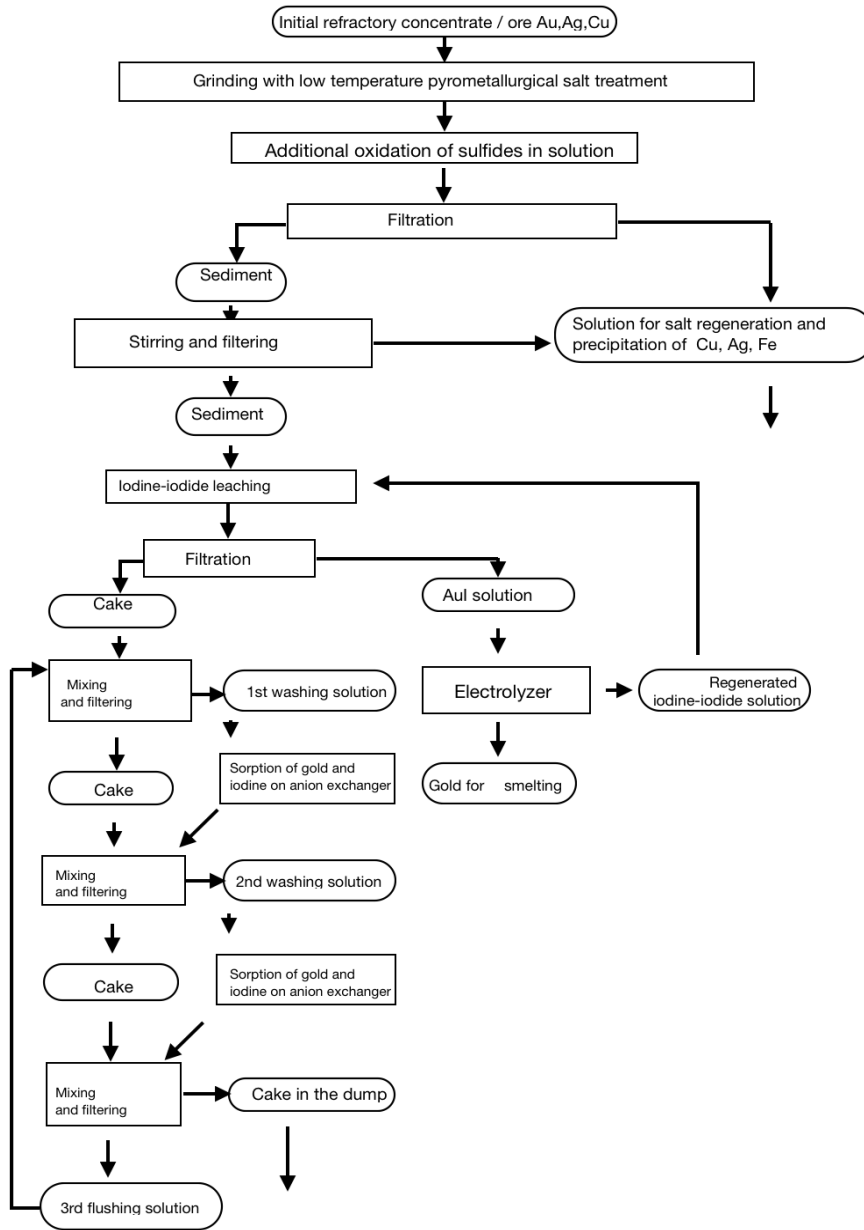 Initial refractory concentrate / ore Au,Ag,Cu
Grinding with low temperature pyrometallurgical salt treatment
Additional oxidation of sulfides in solution
Filtration
Sediment
Solution for salt regeneration and
precipitation of Cu, Ag, Fe
Stirring and filtering
Sediment
Iodine-iodide leaching
Filtration
Cake
AuI solution
Mixing
and filtering
1st washing solution
Electrolyzer
Regenerated
iodine-iodide solution
Cake
Sorption of gold and
iodine on anion exchanger
Gold for smelting
Mixing
and filtering
2nd washing solution
Cake
Sorption of gold and
iodine on anion exchanger
Mixing
and filtering
Cake in the dump
3rd flushing solution